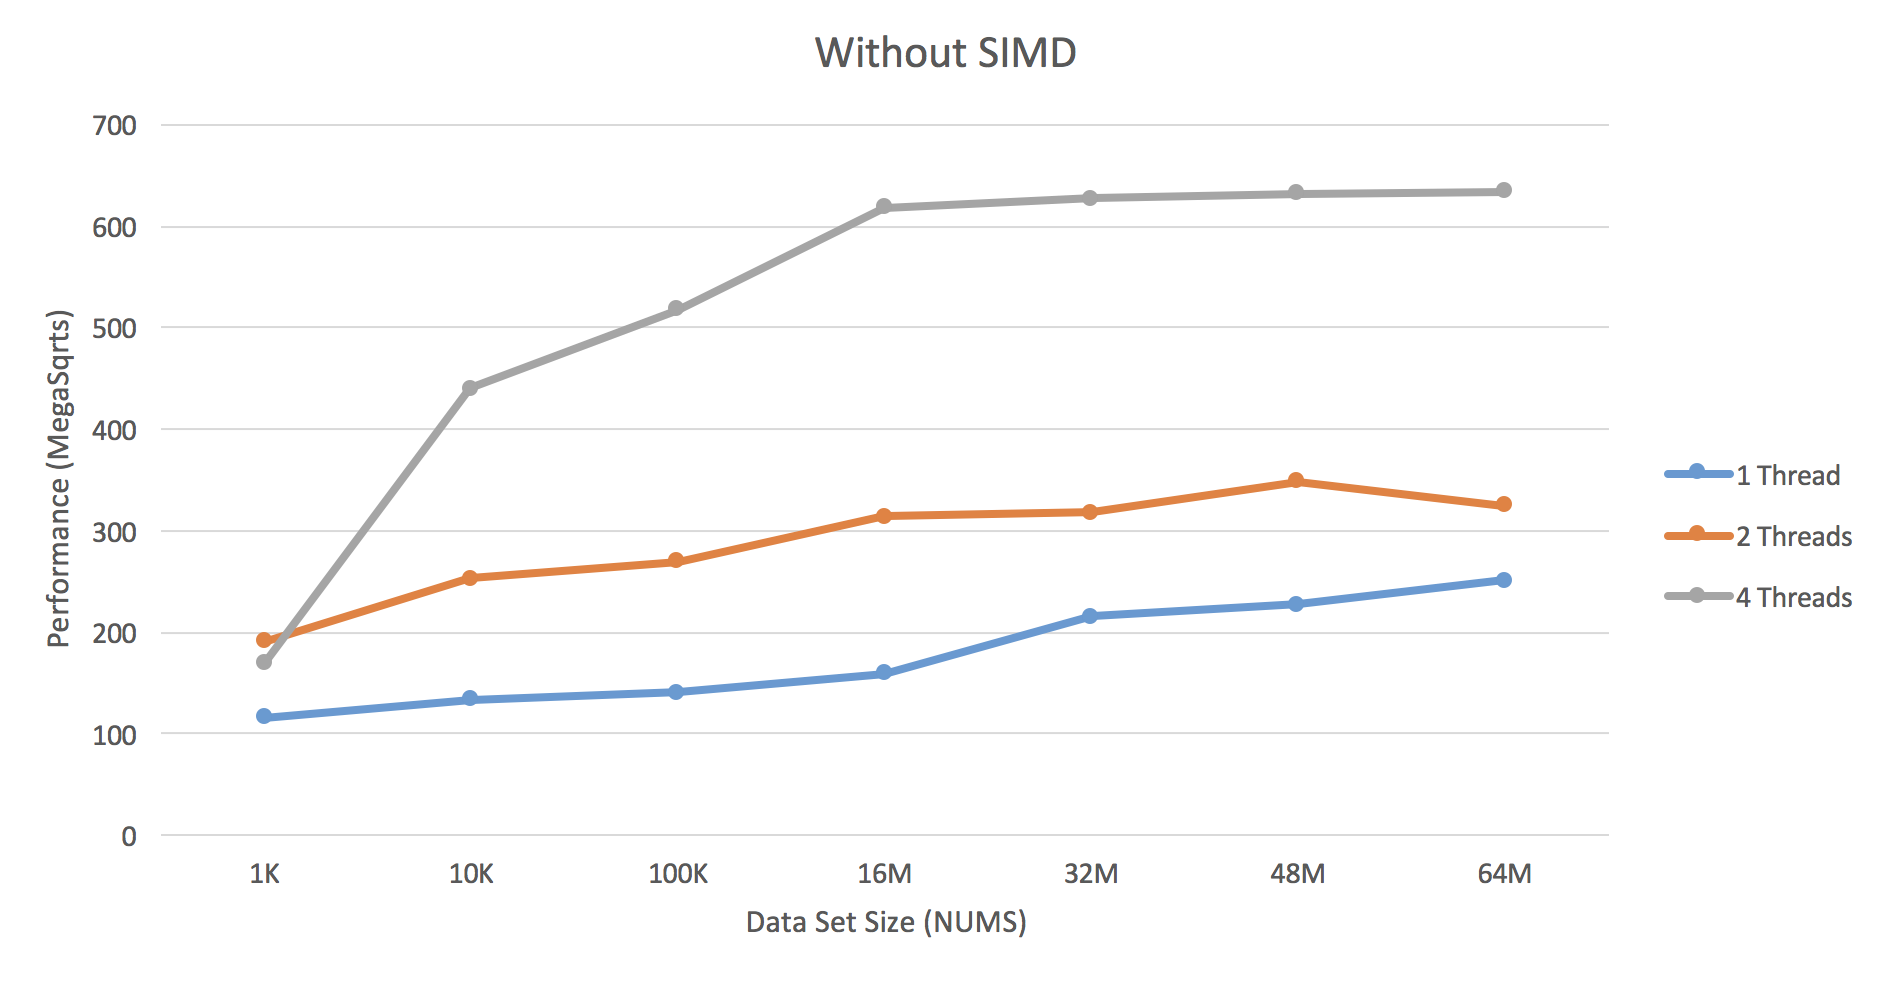 Without SIMD
700
600
500
400
300
200
100
0
Performance (MegaSqrts)
1K 10K 100K 16M 32M 48M 64M
Data Set Size (NUMS)
1 Thread
2 Threads
4 Threads